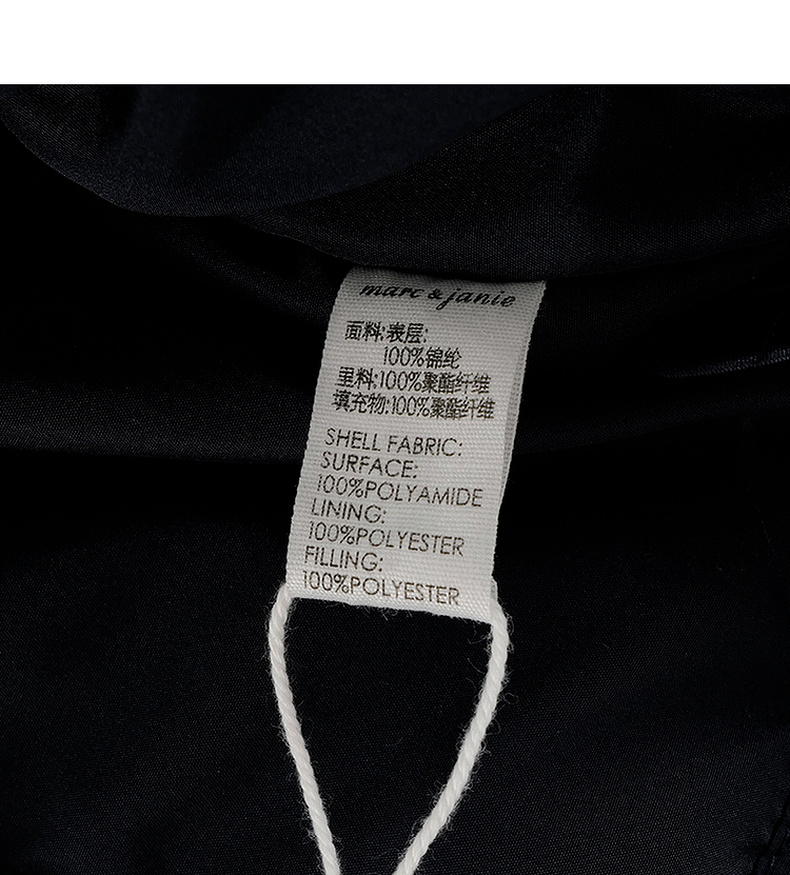 marc & janie
面料:表层:
100%锦纶
里料:100%聚酯纤维
填充物:100%聚酯纤维
SHELL FABRIC:
SURFACE:
100%POLYAMIDE
LINING:
100%POLYESTER
FILLING:
100%POLYESTER